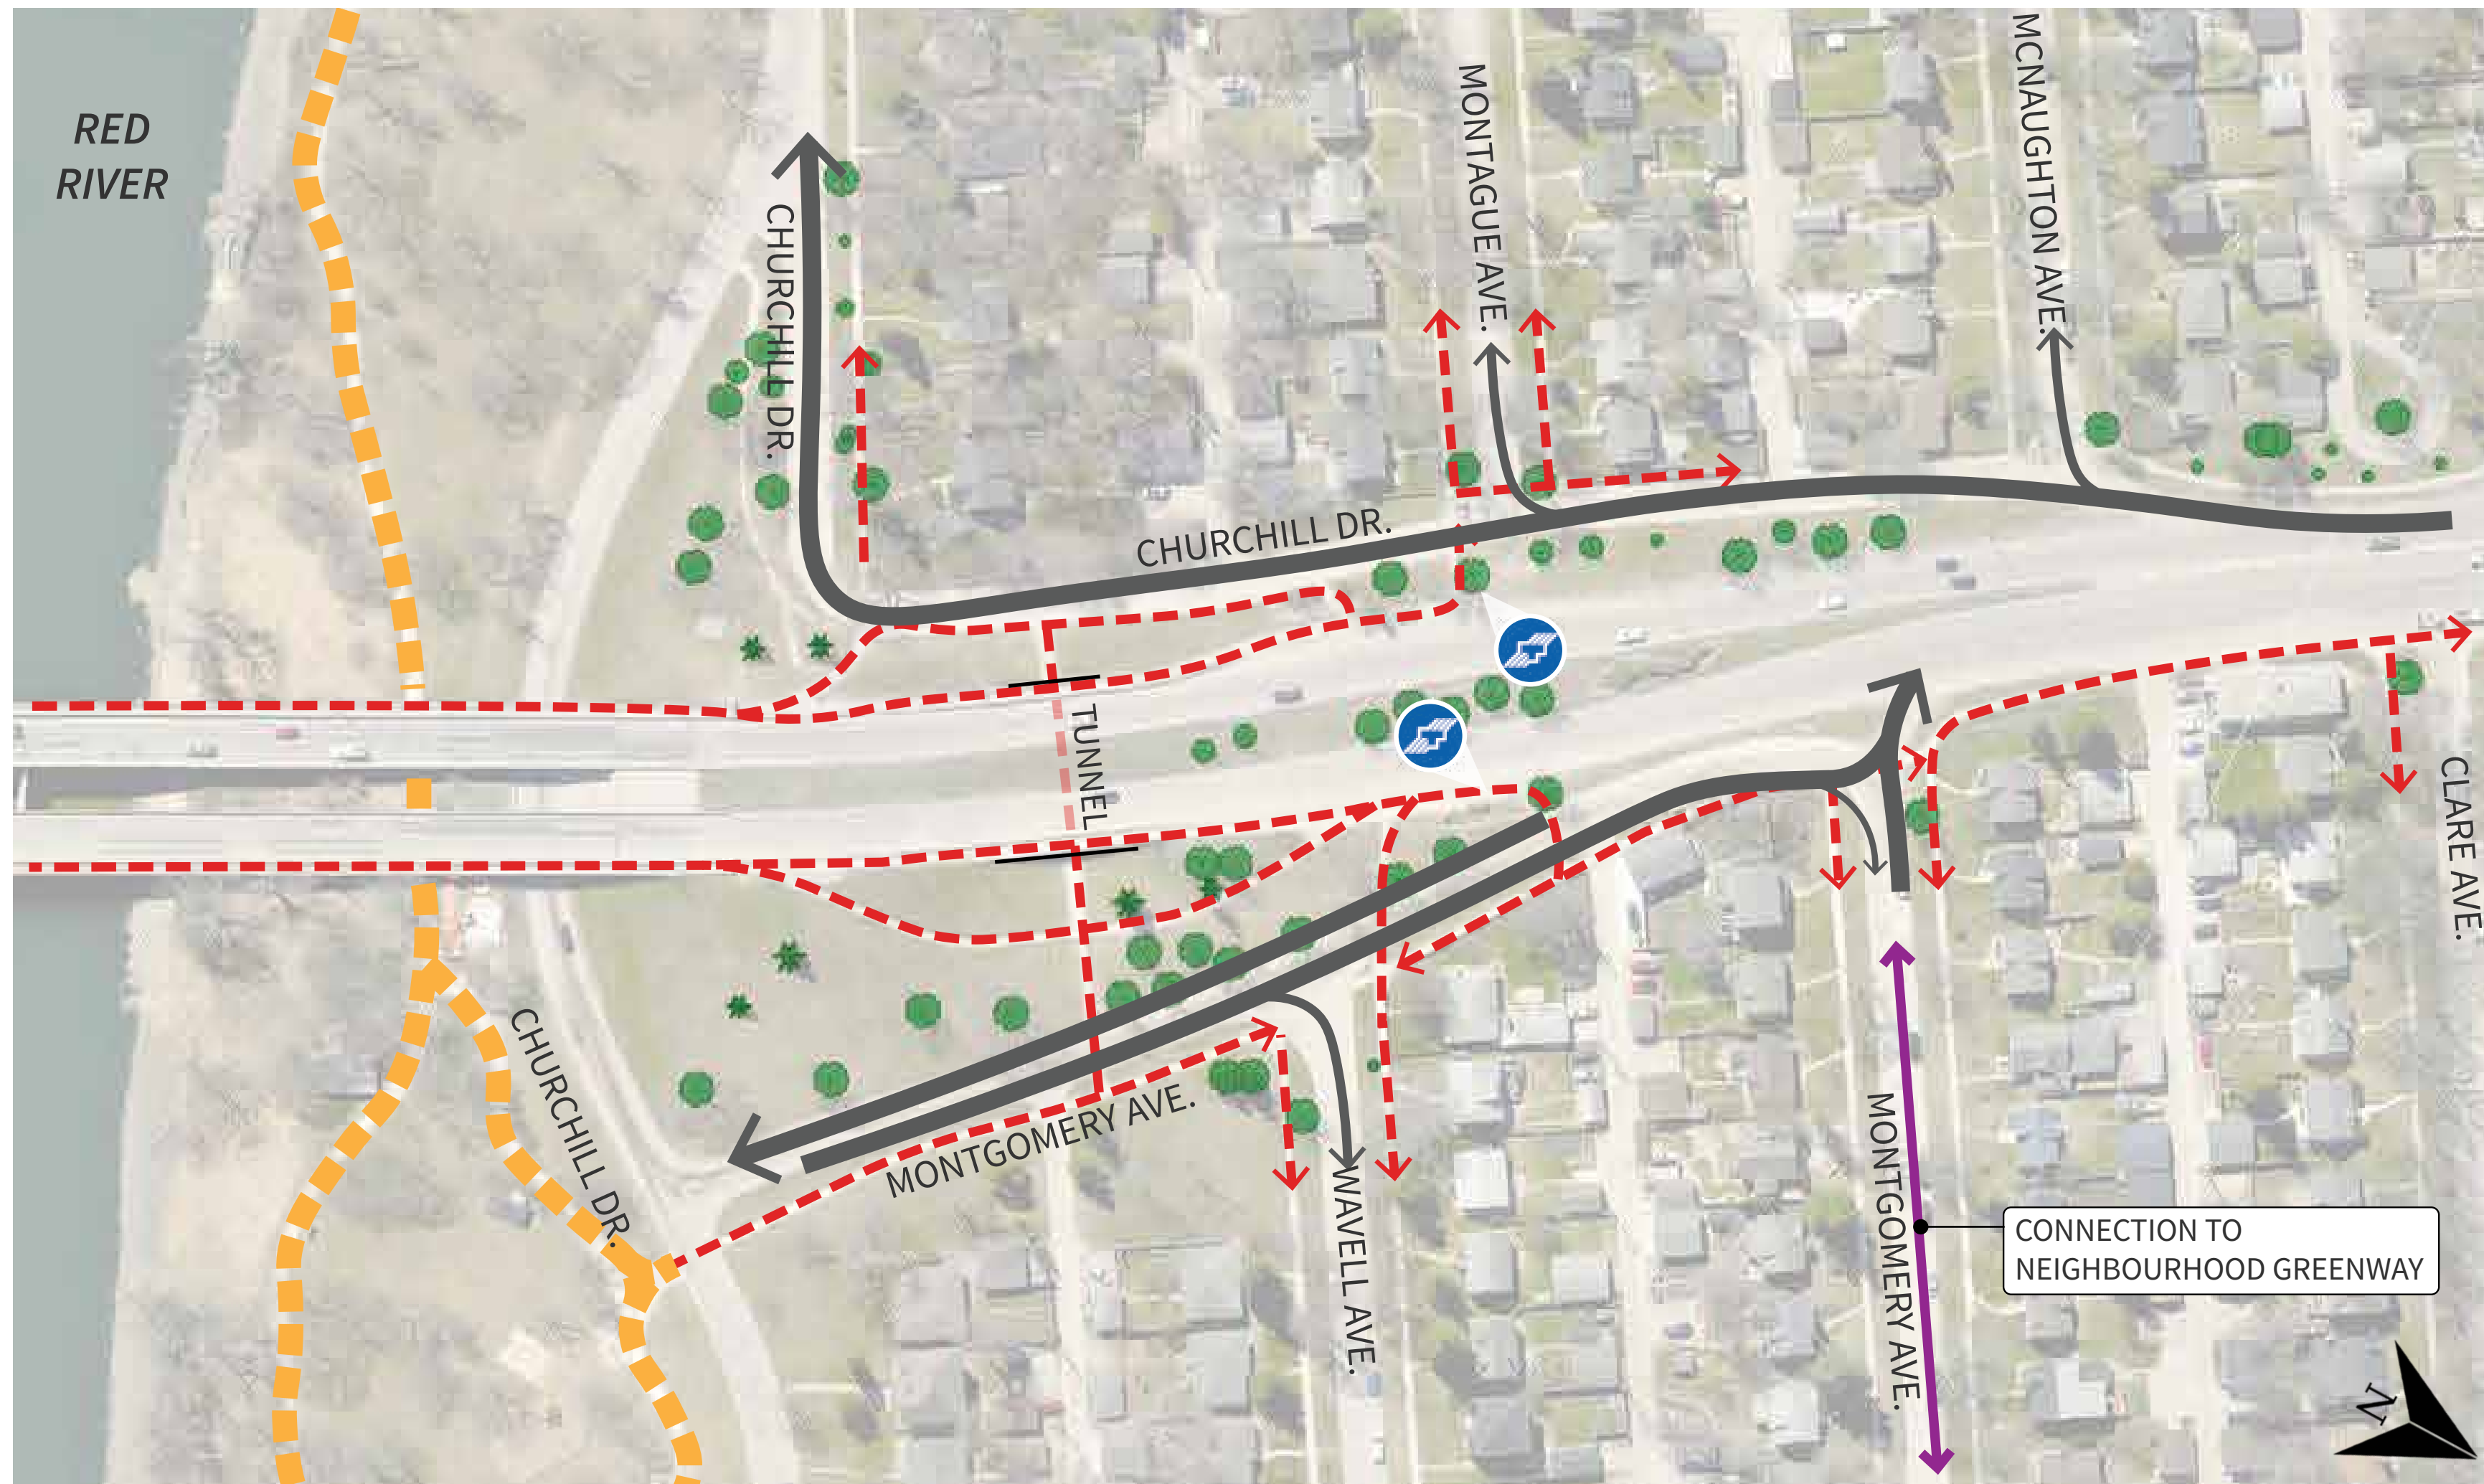 RED
RIVER
CHURCHILL DR.
MONTAGUE AVE.
MCNAUGHTON AVE.
CHURCHILL DR.
TUNNEL
CLARE AVE.
CHURCHILL DR.
MONTGOMERY AVE.
WAVELL AVE.
MONTGOMERY AVE.
CONNECTION TO
NEIGHBOURHOOD GREENWAY
N